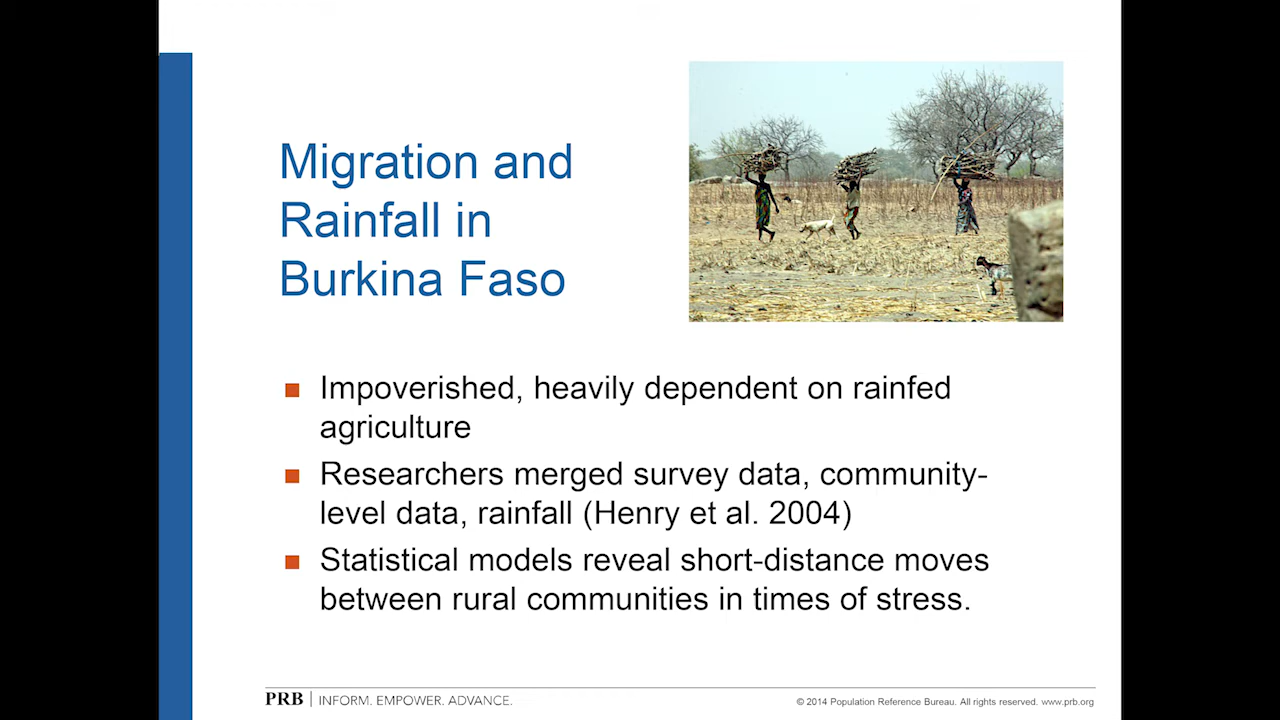 Migration and
Rainfall in
Burkina Faso
Impoverished, heavily dependent on rainfed
agriculture
Researchers merged survey data, community-
level data, rainfall (Henry et al. 2004)
Statistical models reveal short-distance moves
between rural communities in times of stress.
PRB | INFORM. EMPOWER. ADVANCE.
© 2014 Population Reference Bureau. All rights reserved. www.prb.org